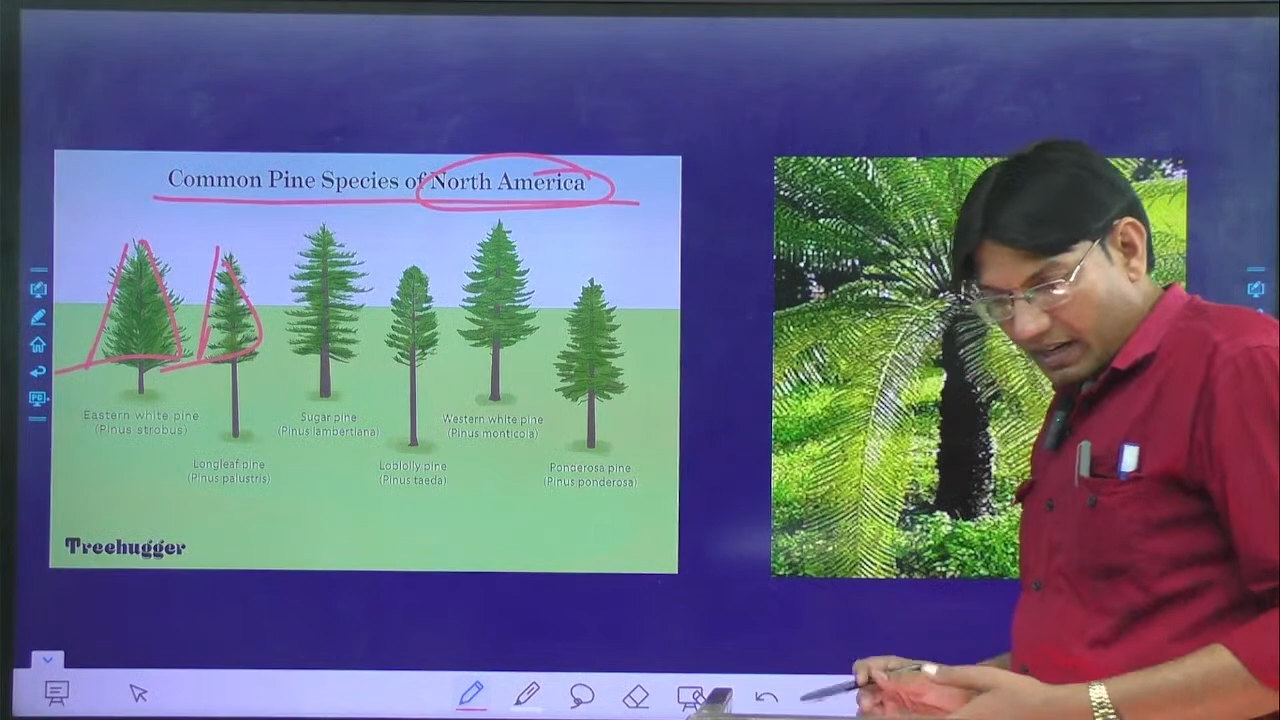 Common Pine Species of North America
Eastern white pine
(Pinus strobus)
Longleaf pine
(Pinus palustris)
Sugar pine
(Pinus lambertiana)
Loblolly pine
(Pinus taeda)
Western white pine
(Pinus monticola)
Ponderosa pine
(Pinus ponderosa)
Treehugger